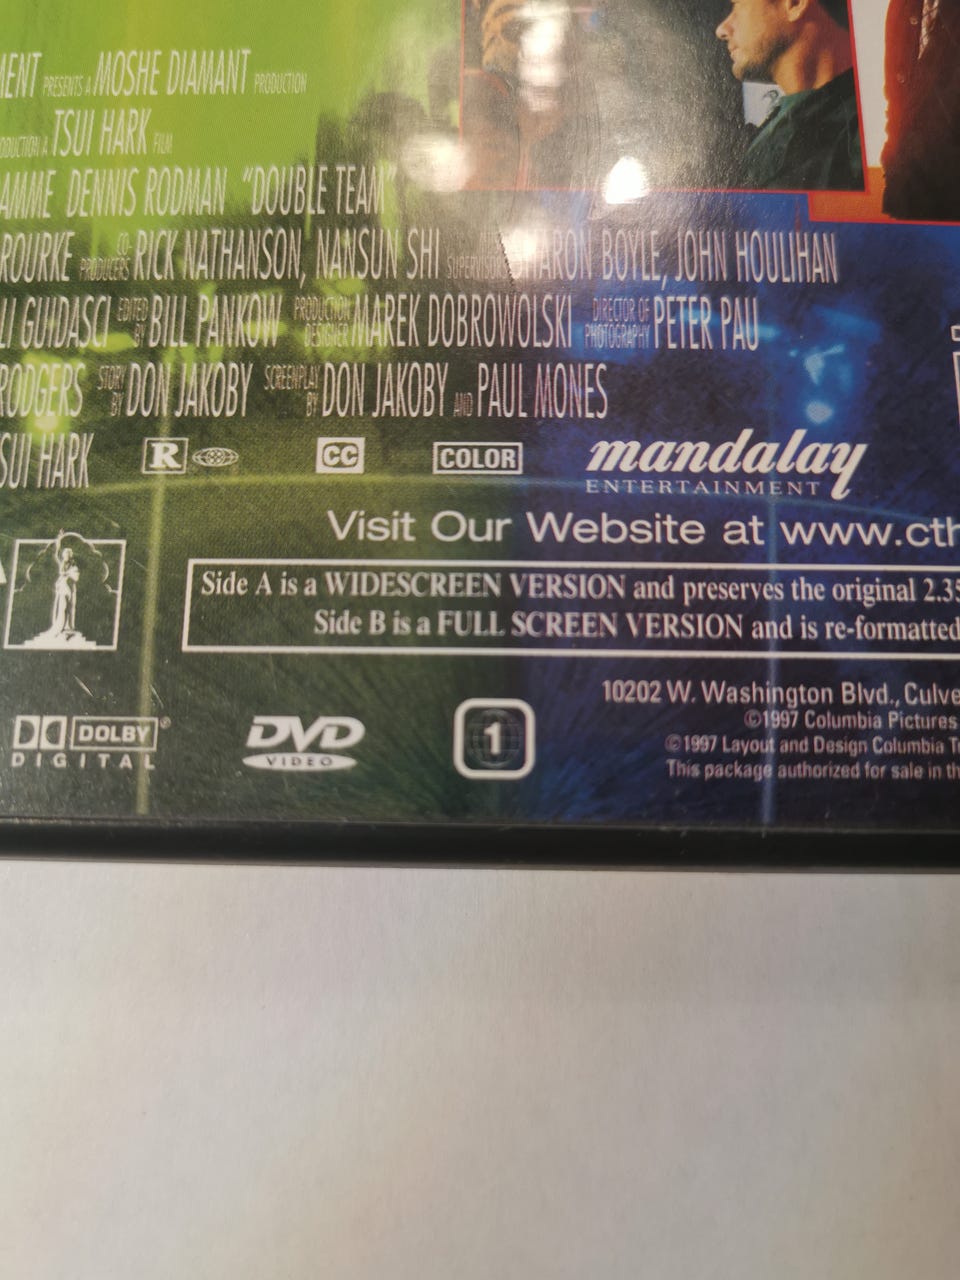 MENT PRESENTS A MOSHE DIAMANT PRODUCTION
ODUCTION A TSUI HARK FILM
AMME DENNIS RODMAN "DOUBLE TEAM"
ROURKE CO-PRODUCERS RICK NATHANSON, NANSUN SHI SUPERVISORS SHARON BOYLE, JOHN HOULIHAN
LI GUIDASCI EDITED BY BILL PANKOW PRODUCTION DESIGNER MAREK DOBROWOLSKI DIRECTOR OF PHOTOGRAPHY PETER PAU
RODGERS STORY BY DON JAKOBY SCREENPLAY BY DON JAKOBY AND PAUL MONES
TSUI HARK R CC COLOR mandalay
ENTERTAINMENT
Visit Our Website at www.cth
Side A is a WIDESCREEN VERSION and preserves the original 2.35
Side B is a FULL SCREEN VERSION and is re-formatted
10202 W. Washington Blvd., Culve
©1997 Columbia Pictures
©1997 Layout and Design Columbia T
This package authorized for sale in th
DOLBY
DIGITAL
DVD
VIDEO
1